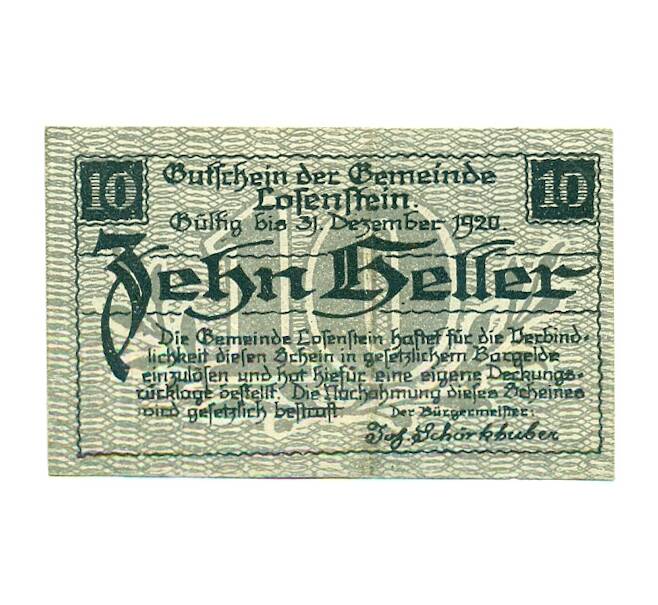 10 Gutschein der Gemeinde 10
Losenstein.
Gültig bis 31. Dezember 1920.
Zehn Heller
Die Gemeinde Losenstein haftet für die Verbind-
lichkeit diesen Schein in gesetzlichem Bargelde
einzulösen und hat hiefür eine eigene Deckungs-
rücklage bestellt. Die Nachahmung dieses Scheines
wird gesetzlich bestraft. Der Bürgermeister:
Joh. Schörkhuber